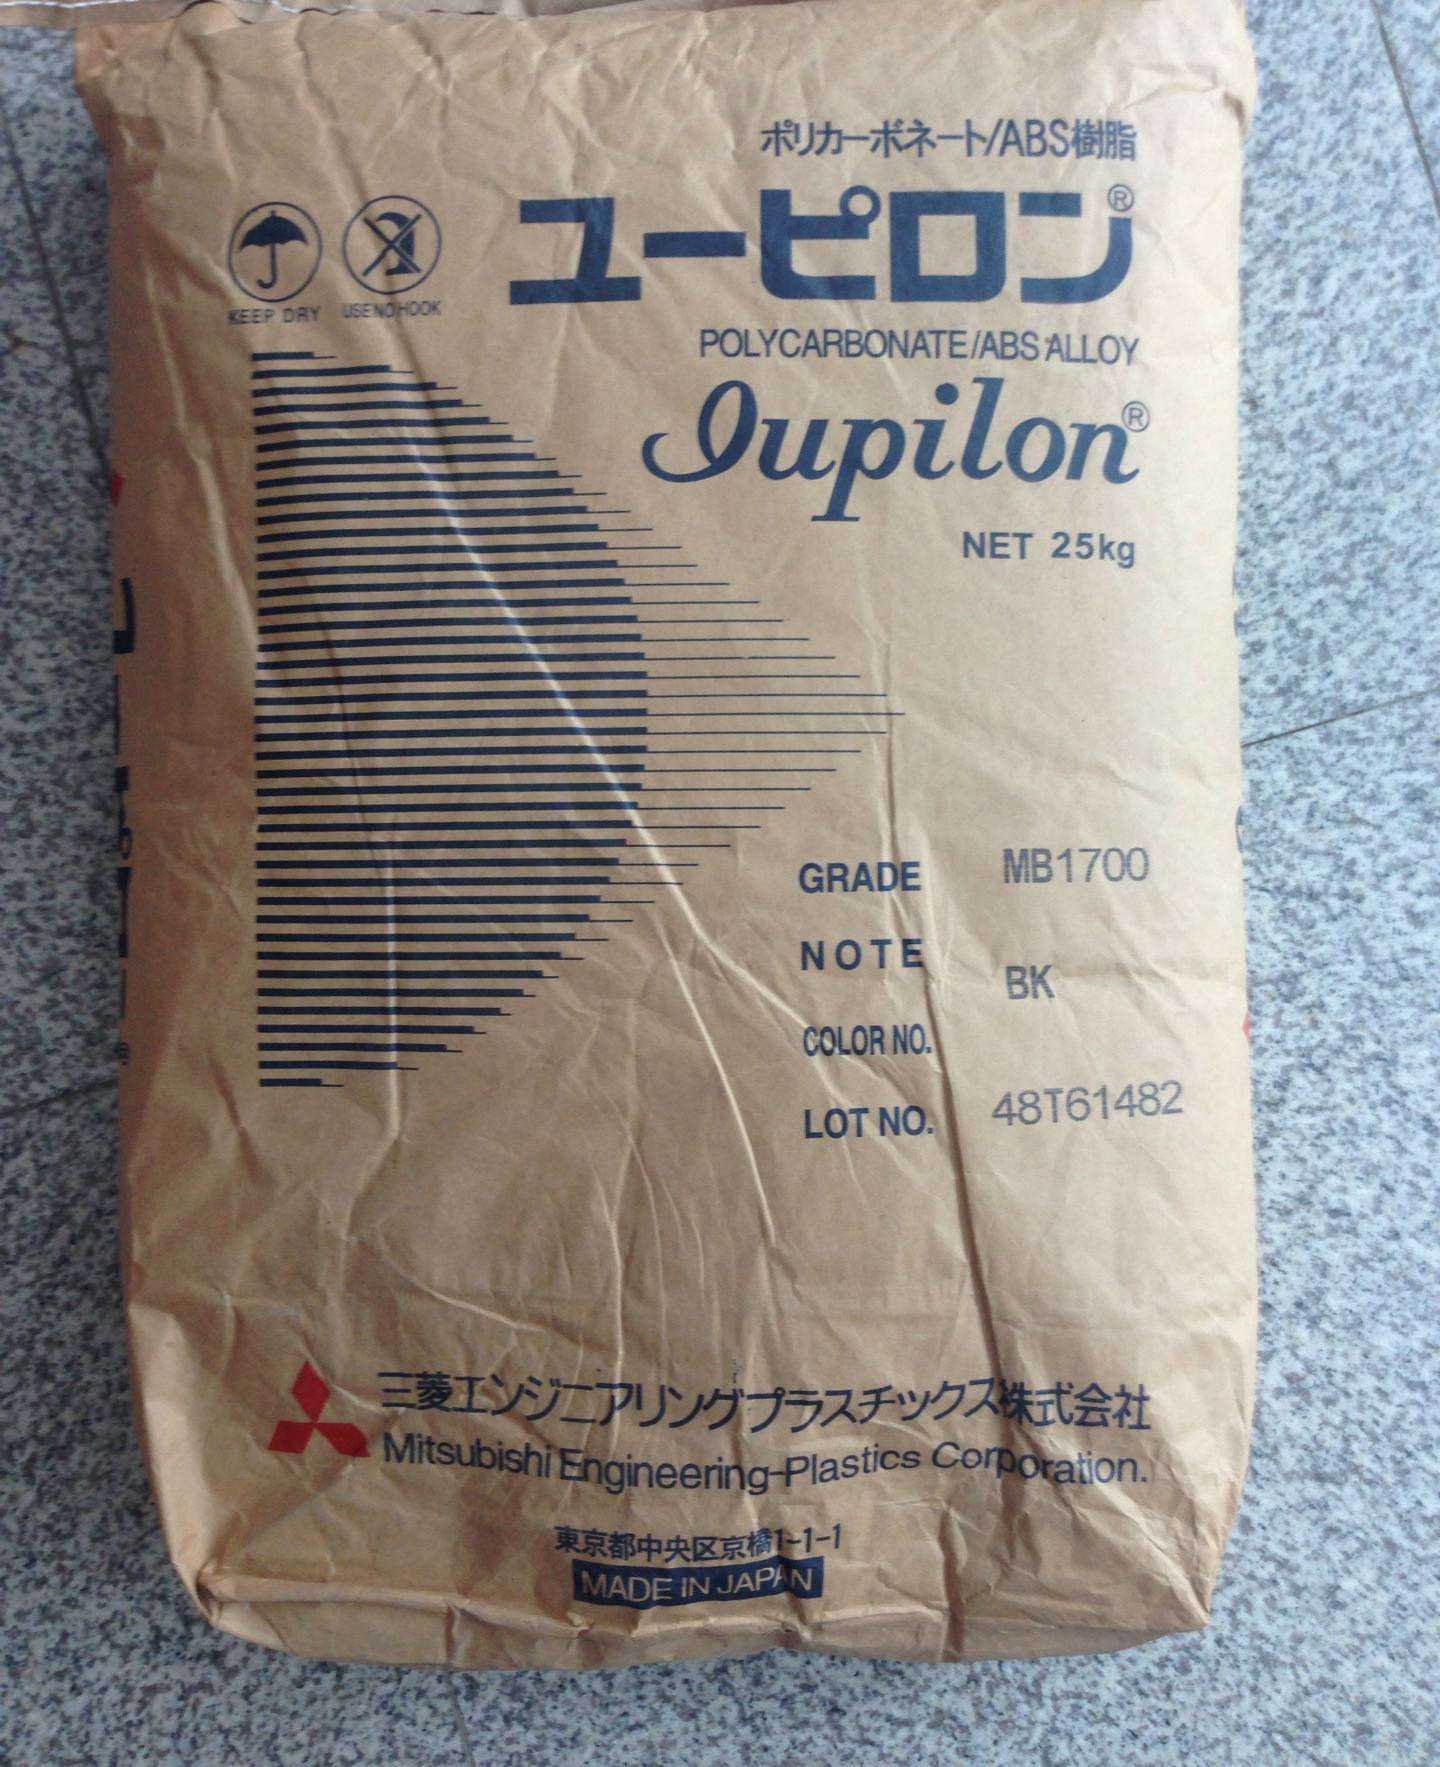 ポリカーボネート/ABS樹脂
ユーピロン®
KEEP DRY
USE NO HOOK
POLYCARBONATE/ABS ALLOY
Iupilon®
NET 25kg
GRADE MB1700
NOTE BK
COLOR NO.
LOT NO. 48T61482
三菱エンジニアリングプラスチックス株式会社
Mitsubishi Engineering-Plastics Corporation.
東京都中央区京橋1-1-1
MADE IN JAPAN